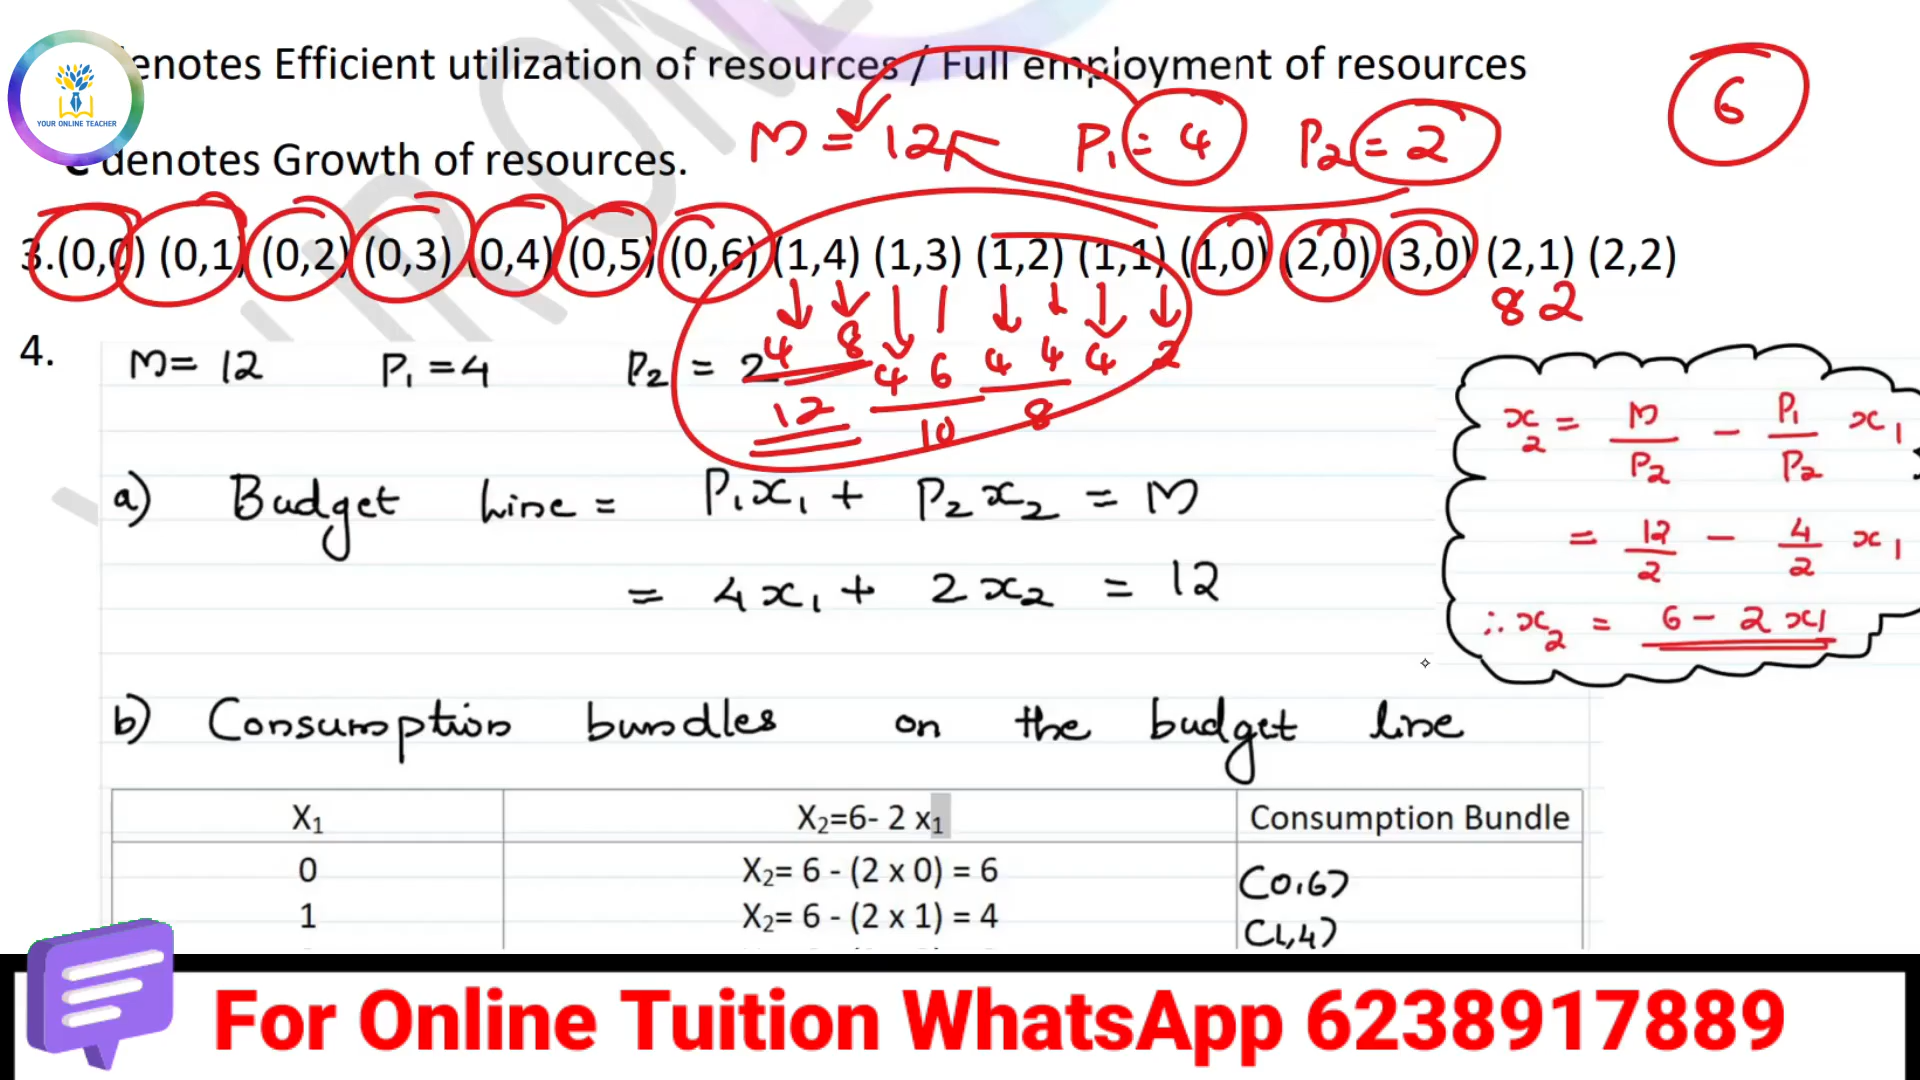 enotes Efficient utilization of resources / Full employment of resources
6
M = 12 P1 = 4 P2 = 2
YOUR ONLINE TEACHER
e denotes Growth of resources.
3.(0,0) (0,1) (0,2) (0,3) (0,4) (0,5) (0,6) (1,4) (1,3) (1,2) (1,1) (1,0) (2,0) (3,0) (2,1) (2,2)
8 2
4 8 4 6 4 4 4 2
12 10 8
4. M = 12 P1 = 4 P2 = 2
x2 = M/P2 - P1/P2 x1
= 12/2 - 4/2 x1
∴ x2 = 6 - 2x1
a) Budget line = P1x1 + P2x2 = M
= 4x1 + 2x2 = 12
b) Consumption bundles on the budget line
X1 X2=6- 2 x1 Consumption Bundle
0 X2= 6 - (2 x 0) = 6 (0,6)
1 X2= 6 - (2 x 1) = 4 (1,4)
For Online Tuition WhatsApp 6238917889